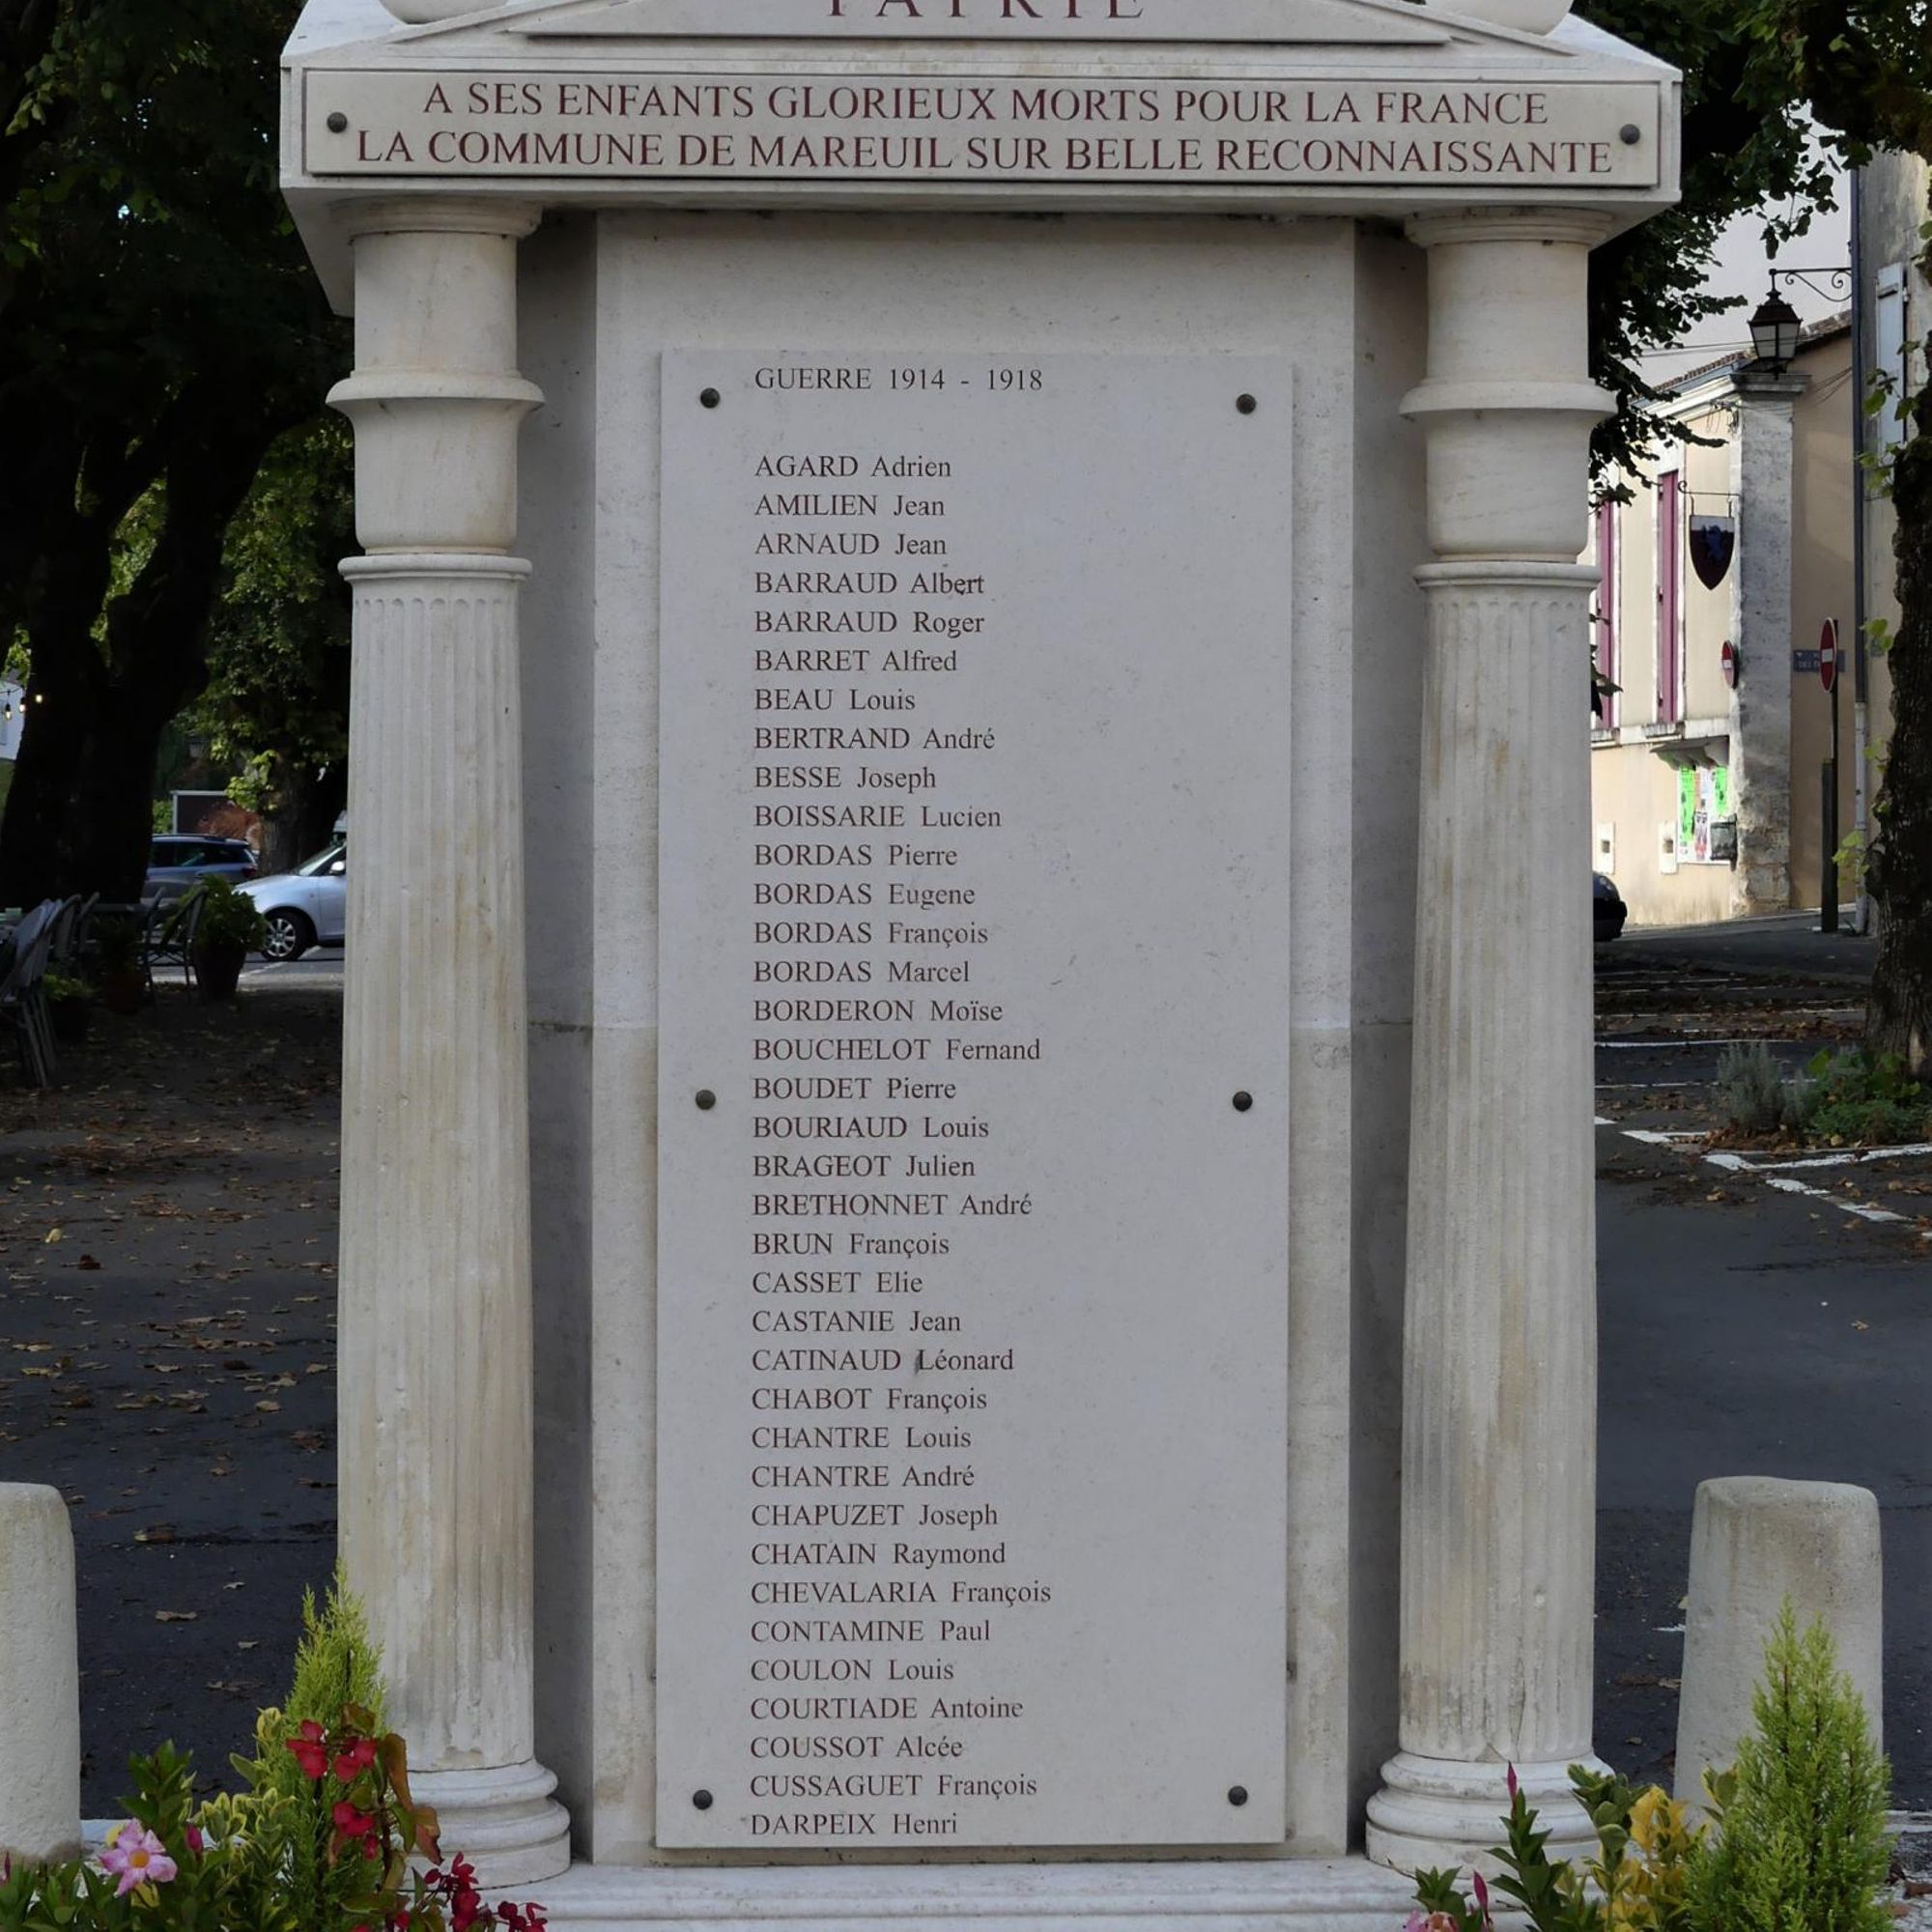 PATRIE
A SES ENFANTS GLORIEUX MORTS POUR LA FRANCE
LA COMMUNE DE MAREUIL SUR BELLE RECONNAISSANTE
GUERRE 1914 - 1918
AGARD Adrien
AMILIEN Jean
ARNAUD Jean
BARRAUD Albert
BARRAUD Roger
BARRET Alfred
BEAU Louis
BERTRAND André
BESSE Joseph
BOISSARIE Lucien
BORDAS Pierre
BORDAS Eugene
BORDAS François
BORDAS Marcel
BORDERON Moïse
BOUCHELOT Fernand
BOUDET Pierre
BOURIAUD Louis
BRAGEOT Julien
BRETHONNET André
BRUN François
CASSET Elie
CASTANIE Jean
CATINAUD Léonard
CHABOT François
CHANTRE Louis
CHANTRE André
CHAPUZET Joseph
CHATAIN Raymond
CHEVALARIA François
CONTAMINE Paul
COULON Louis
COURTIADE Antoine
COUSSOT Alcée
CUSSAGUET François
DARPEIX Henri